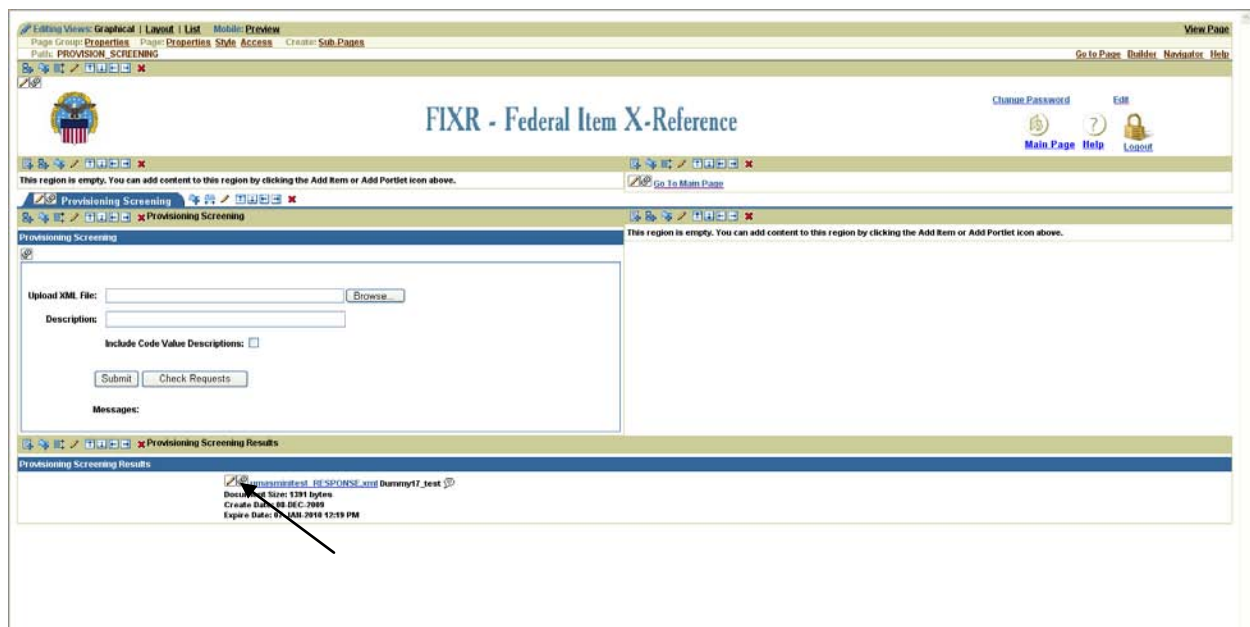 Editing Views: Graphical | Layout | List Mobile: Preview View Page
Page Group: Properties Page: Properties Style Access Create: Sub-Pages
Path: PROVISION_SCREENING Go to Page Builder Navigator Help
Change Password Edit
FIXR - Federal Item X-Reference
Main Page Help Logout
This region is empty. You can add content to this region by clicking the Add Item or Add Portlet icon above.
Go To Main Page
Provisioning Screening
Provisioning Screening
This region is empty. You can add content to this region by clicking the Add Item or Add Portlet icon above.
Provisioning Screening
Upload XML File: Browse...
Description:
Include Code Value Descriptions:
Submit Check Requests
Messages:
Provisioning Screening Results
Provisioning Screening Results
RESPONSE.xml Dummy17_test
Document Size: 1391 bytes
Create Date: 08-DEC-2009
Expire Date: 07-JAN-2010 12:19 PM